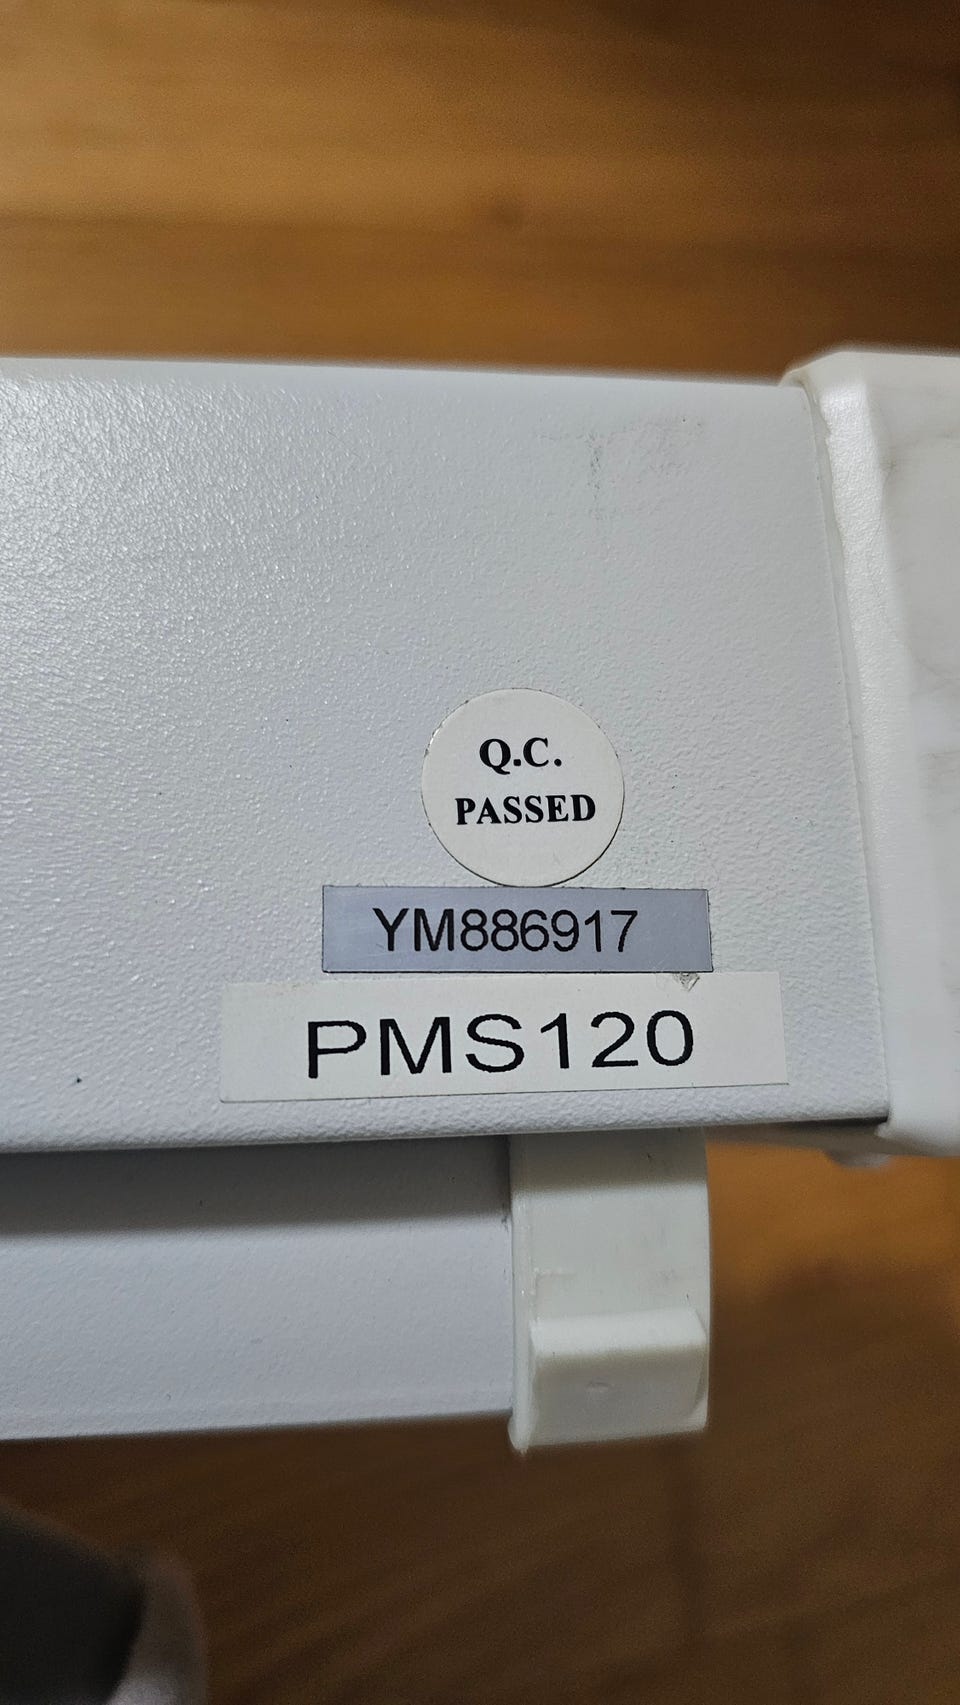 Q.C.
PASSED
YM886917
PMS120